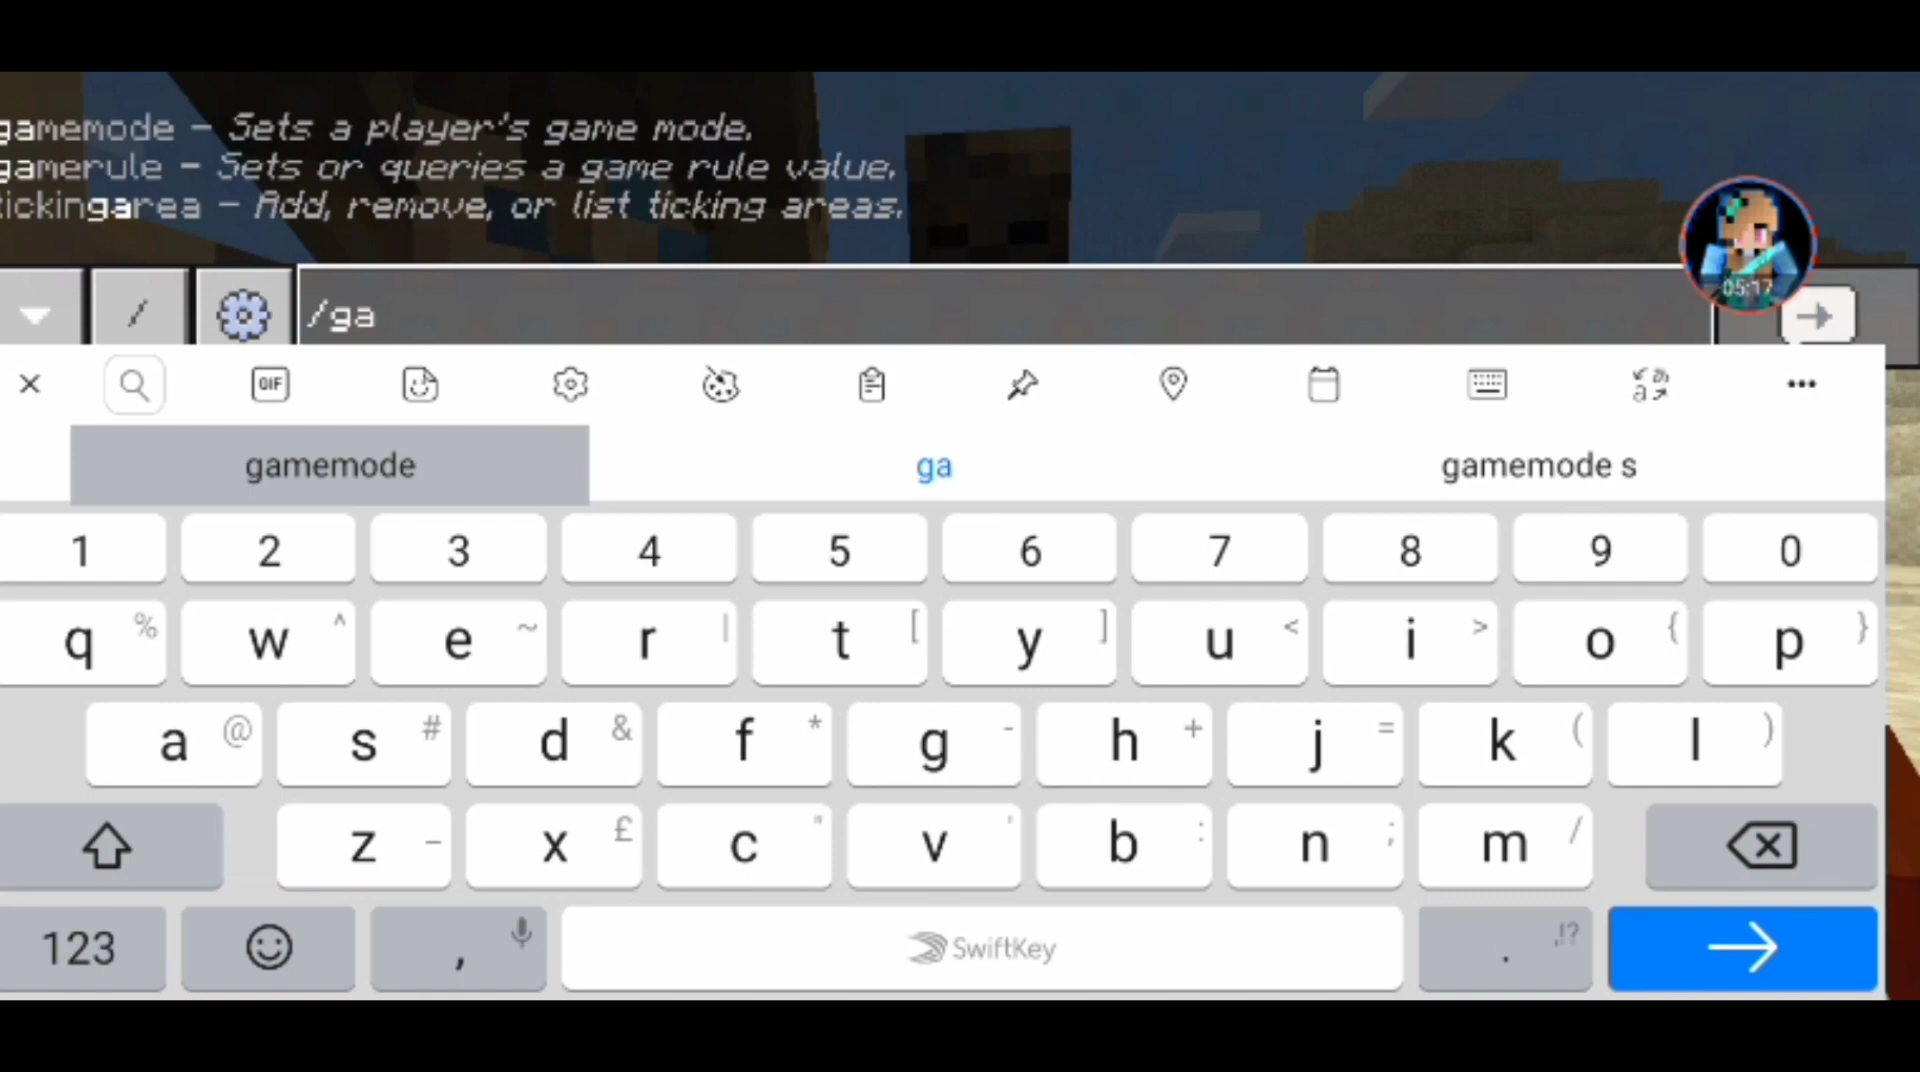 gamemode – Sets a player's game mode.
gamerule – Sets or queries a game rule value.
tickingarea – Add, remove, or list ticking areas.
05:17
/
/ga
GIF
gamemode ga gamemode s
1 2 3 4 5 6 7 8 9 0
q % w ^ e ~ r | t [ y ] u < i > o { p }
a @ s # d & f * g - h + j = k ( l )
z _ x £ c " v ' b : n ; m /
123 , SwiftKey . ,!?